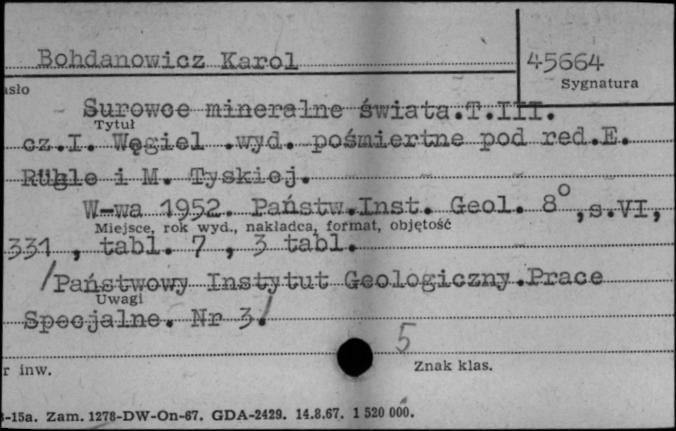 Bohdanowicz Karol
45664
asło
Sygnatura
Surowce mineralne świata.T.III.
Tytuł
cz.I. Węgiel .wyd. pośmiertne pod red.E.
Rühle i M. Tyskiej.
W-wa 1952. Państw.Inst. Geol. 8°,s.VI,
Miejsce, rok wyd., nakładca, format, objętość
331 , tabl. 7 , 3 tabl.
/Państwowy Instytut Geologiczny.Prace
Uwagi
Specjalne. Nr 3/
5
r inw.
Znak klas.
-15a. Zam. 1278-DW-On-67. GDA-2429. 14.8.67. 1 520 000.